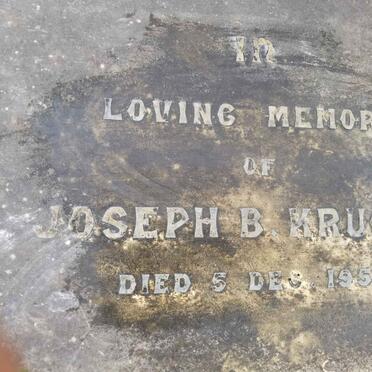 IN
LOVING MEMOR
OF
JOSEPH B. KRU
DIED 5 DEC. 195